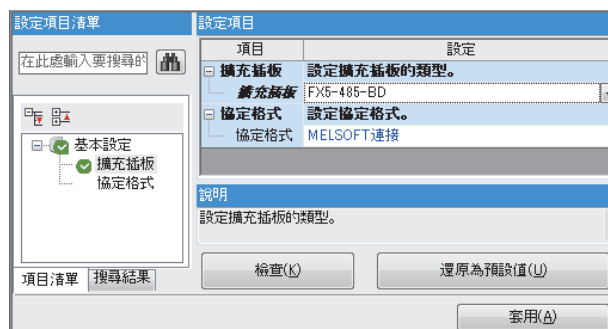 設定項目清單
在此處輸入要搜尋的
基本設定
擴充插板
協定格式
項目清單 搜尋結果
設定項目
項目 設定
擴充插板 設定擴充插板的類型。
擴充插板 FX5-485-BD
協定格式 設定協定格式。
協定格式 MELSOFT連接
說明
設定擴充插板的類型。
檢查(K) 還原為預設值(U)
套用(A)